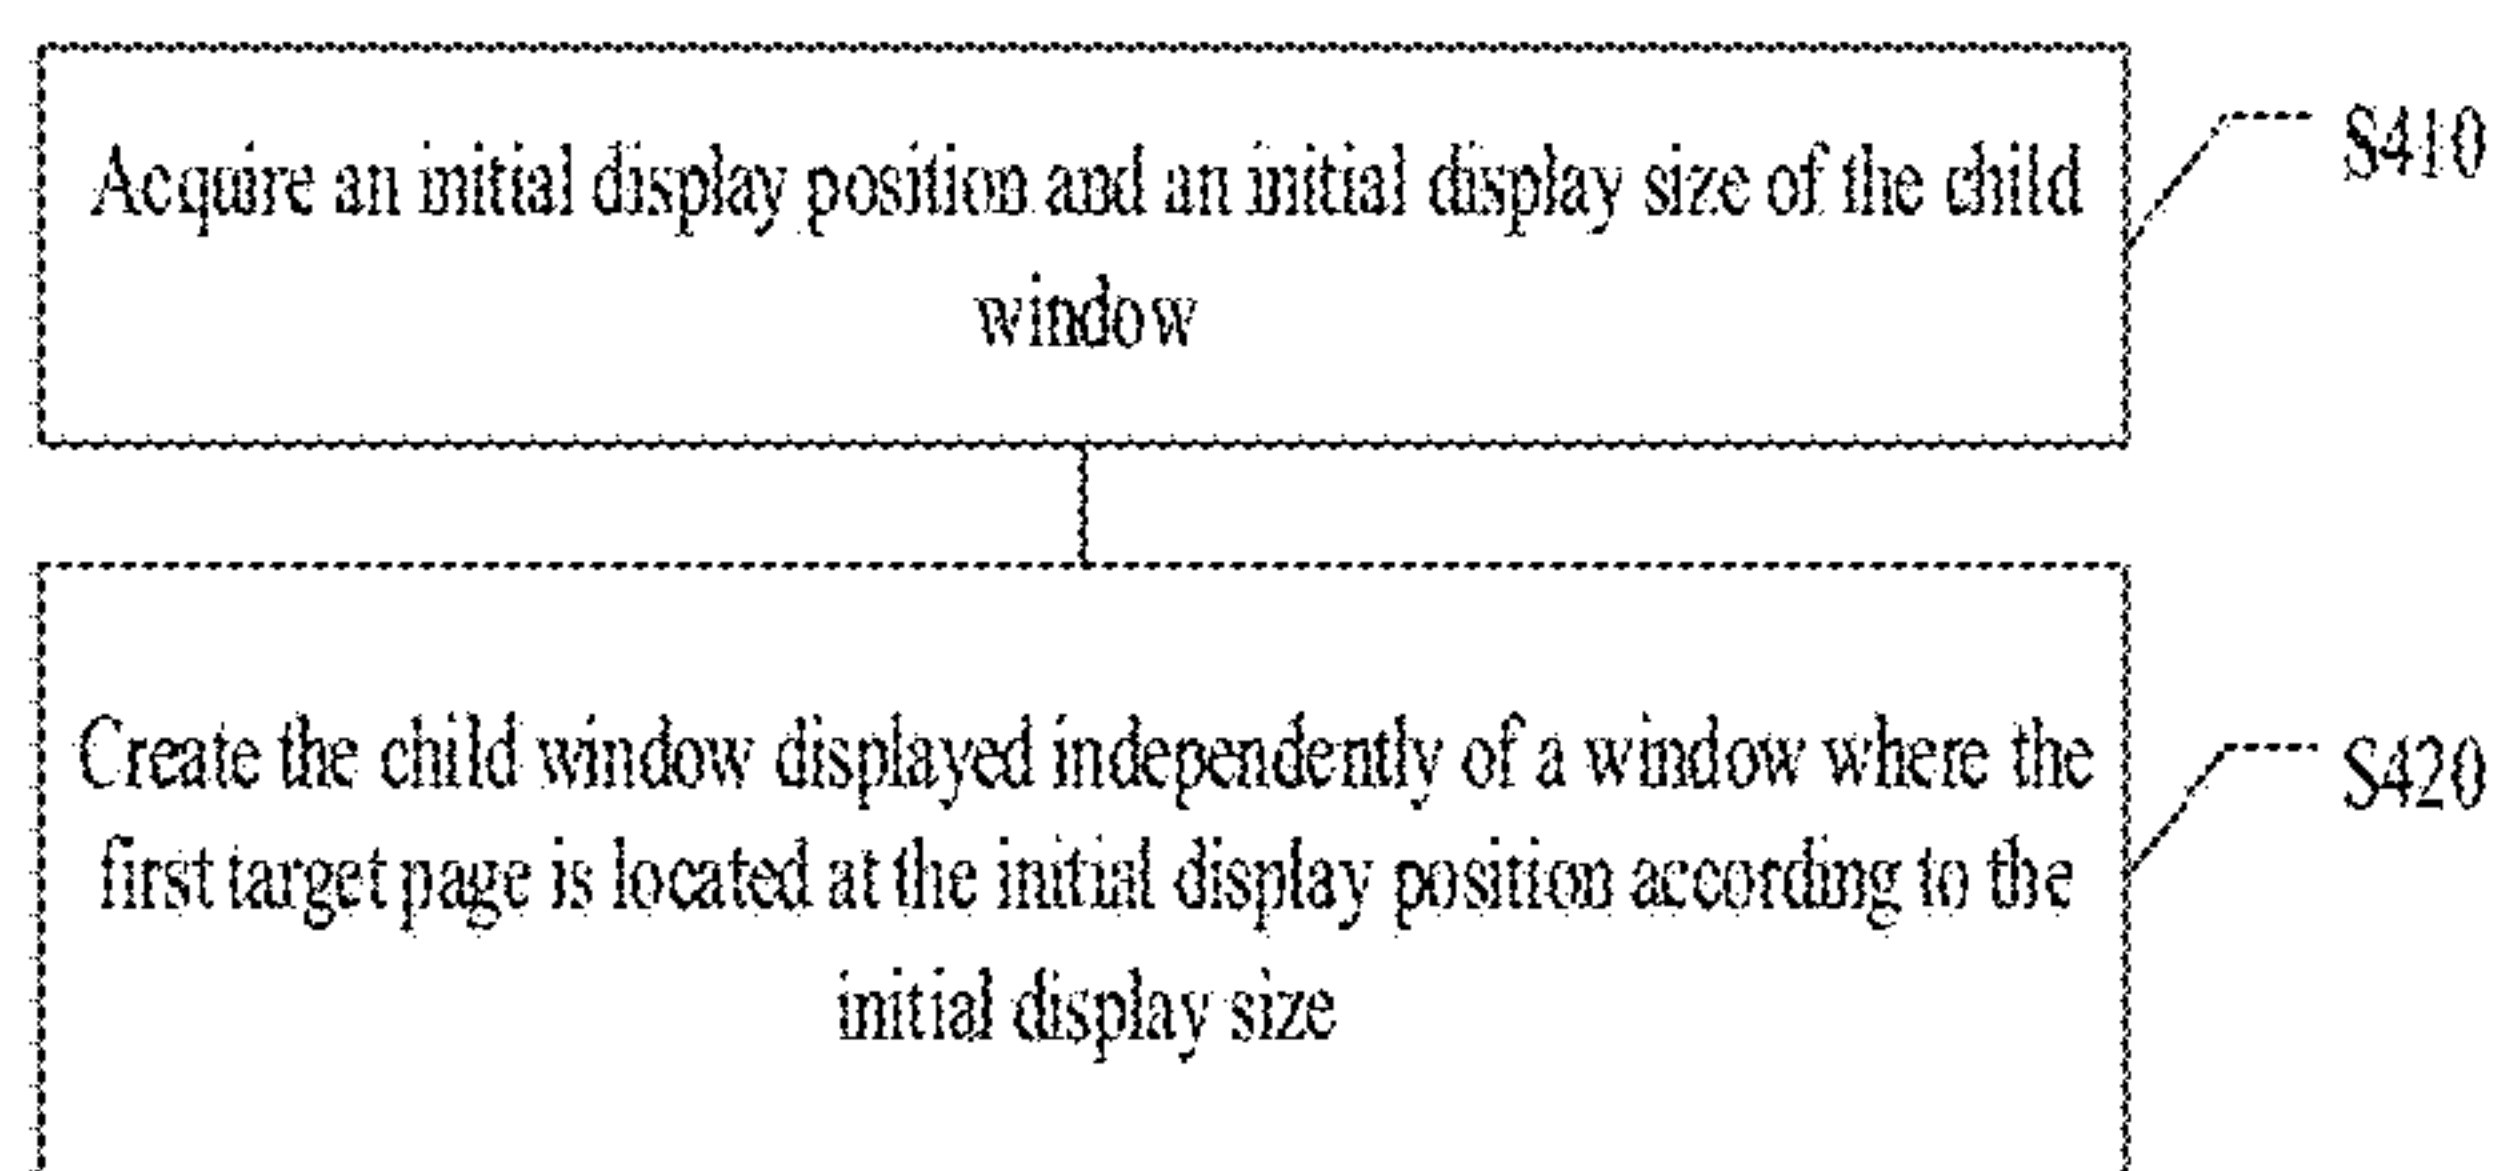 Acquire an initial display position and an initial display size of the child
window
S410
Create the child window displayed independently of a window where the
first target page is located at the initial display position according to the
initial display size
S420